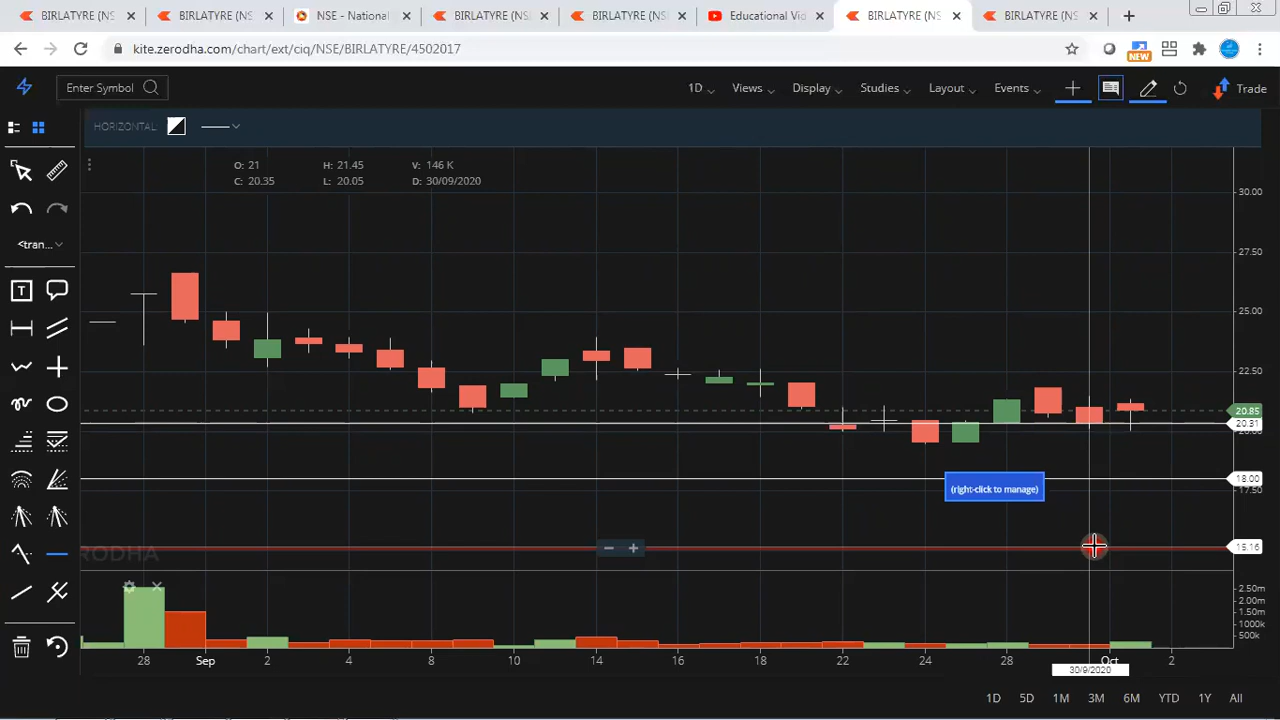 BIRLATYRE (NS
BIRLATYRE (NS
NSE - National
BIRLATYRE (NS
BIRLATYRE (NS
Educational Vid
BIRLATYRE (NS
BIRLATYRE (NS
kite.zerodha.com/chart/ext/ciq/NSE/BIRLATYRE/4502017
NEW
Enter Symbol
1D
Views
Display
Studies
Layout
Events
Trade
HORIZONTAL
O: 21
H: 21.45
V: 146 K
C: 20.35
L: 20.05
D: 30/09/2020
<tran...
30.00
27.50
25.00
22.50
20.85
20.31
20.00
18.00
17.50
(right-click to manage)
15.16
ERODHA
2.50m
2.00m
1.50m
1000k
500k
28
Sep
2
4
8
10
14
16
18
22
24
28
Oct
2
30/9/2020
1D
5D
1M
3M
6M
YTD
1Y
All